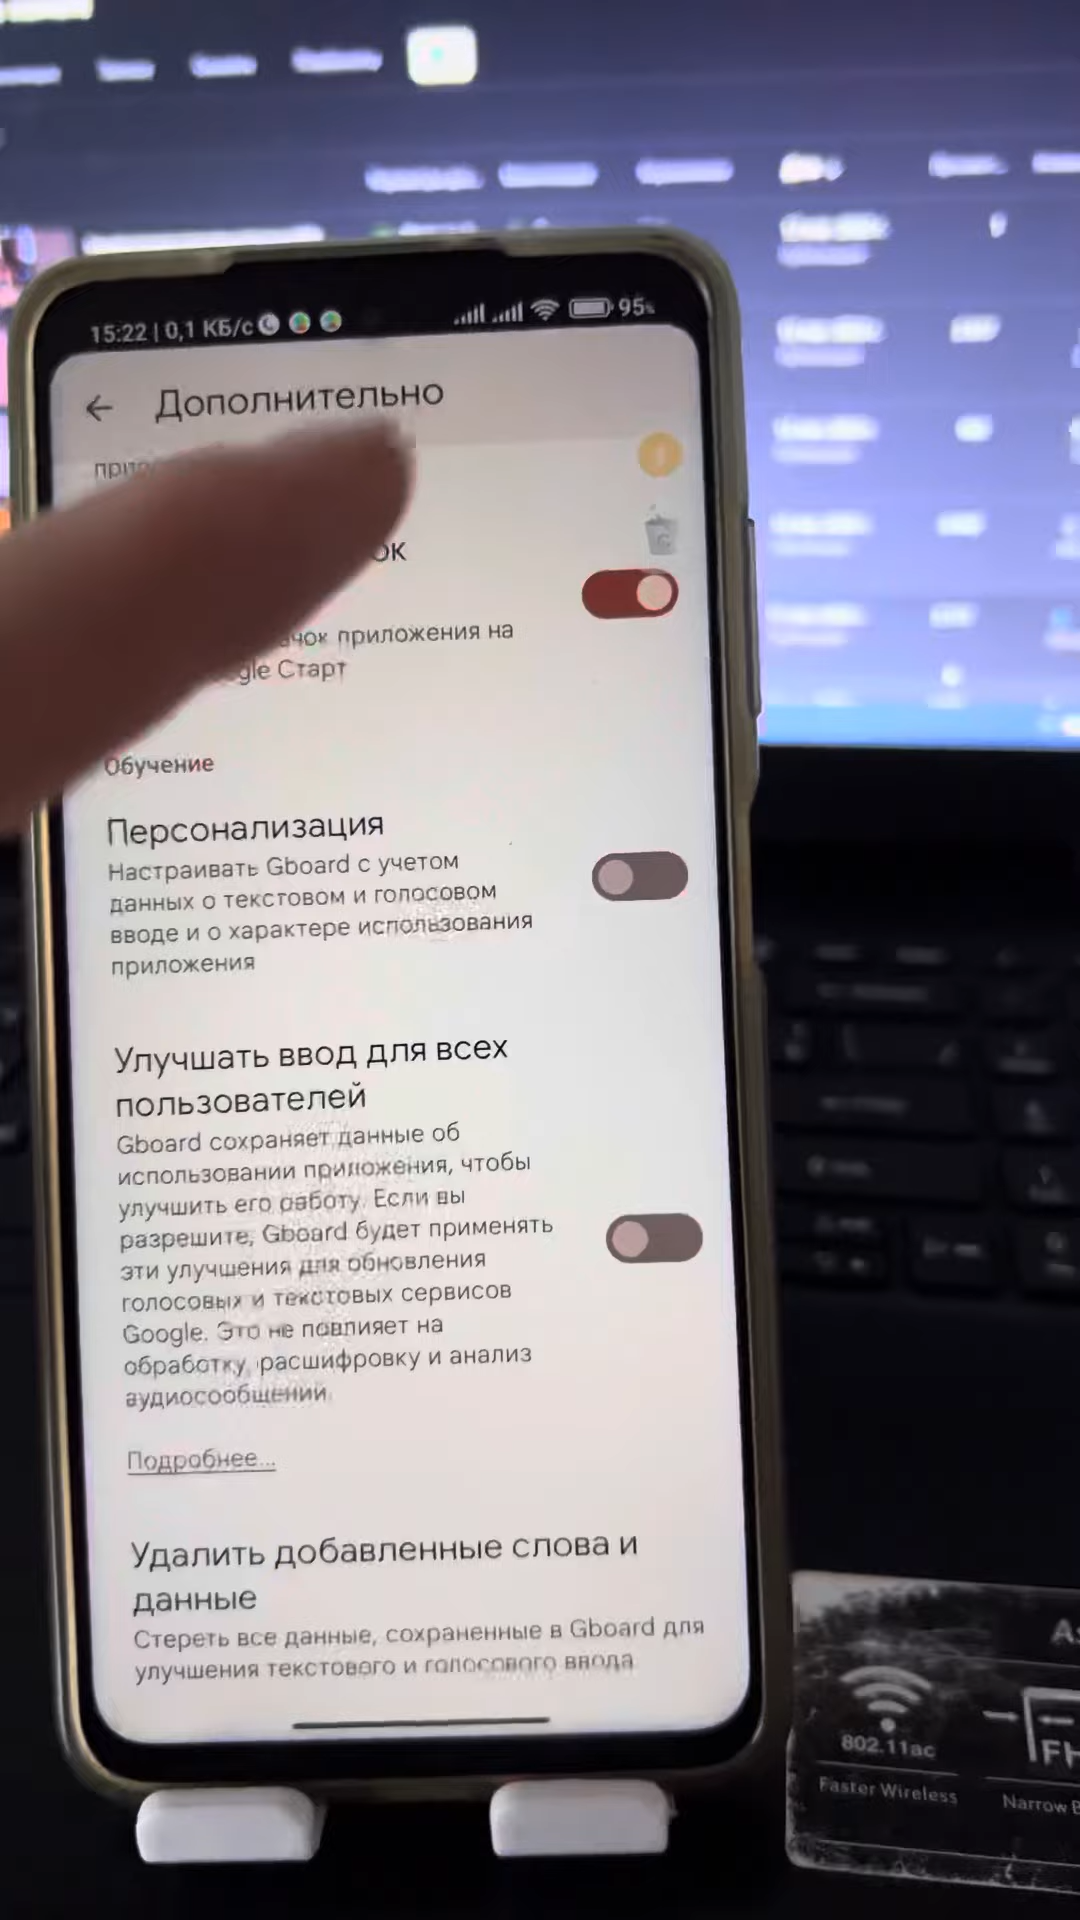 15:22 | 0,1 КБ/с
95%
Дополнительно
ок
приложения на
gle Старт
Обучение
Персонализация
Настраивать Gboard с учетом
данных о текстовом и голосовом
вводе и о характере использования
приложения
Улучшать ввод для всех
пользователей
Gboard сохраняет данные об
использовании приложения, чтобы
улучшить его работу. Если вы
разрешите, Gboard будет применять
эти улучшения для обновления
голосовых и текстовых сервисов
Google. Это не повлияет на
обработку, расшифровку и анализ
аудиосообщений.
Подробнее...
Удалить добавленные слова и
данные
Стереть все данные, сохраненные в Gboard для
улучшения текстового и голосового ввода
802.11ac
Faster Wireless
Narrow